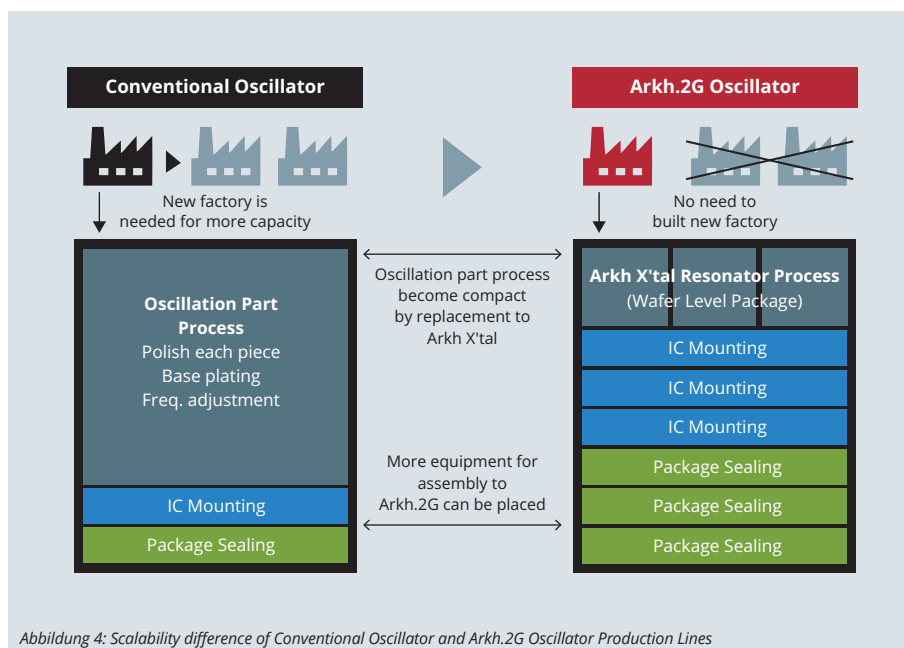 Conventional Oscillator
Arkh.2G Oscillator
New factory is
needed for more capacity
No need to
built new factory
Oscillation Part
Process
Polish each piece
Base plating
Freq. adjustment
IC Mounting
Package Sealing
Oscillation part process
become compact
by replacement to
Arkh X'tal
More equipment for
assembly to
Arkh.2G can be placed
Arkh X'tal Resonator Process
(Wafer Level Package)
IC Mounting
IC Mounting
IC Mounting
Package Sealing
Package Sealing
Package Sealing
Abbildung 4: Scalability difference of Conventional Oscillator and Arkh.2G Oscillator Production Lines